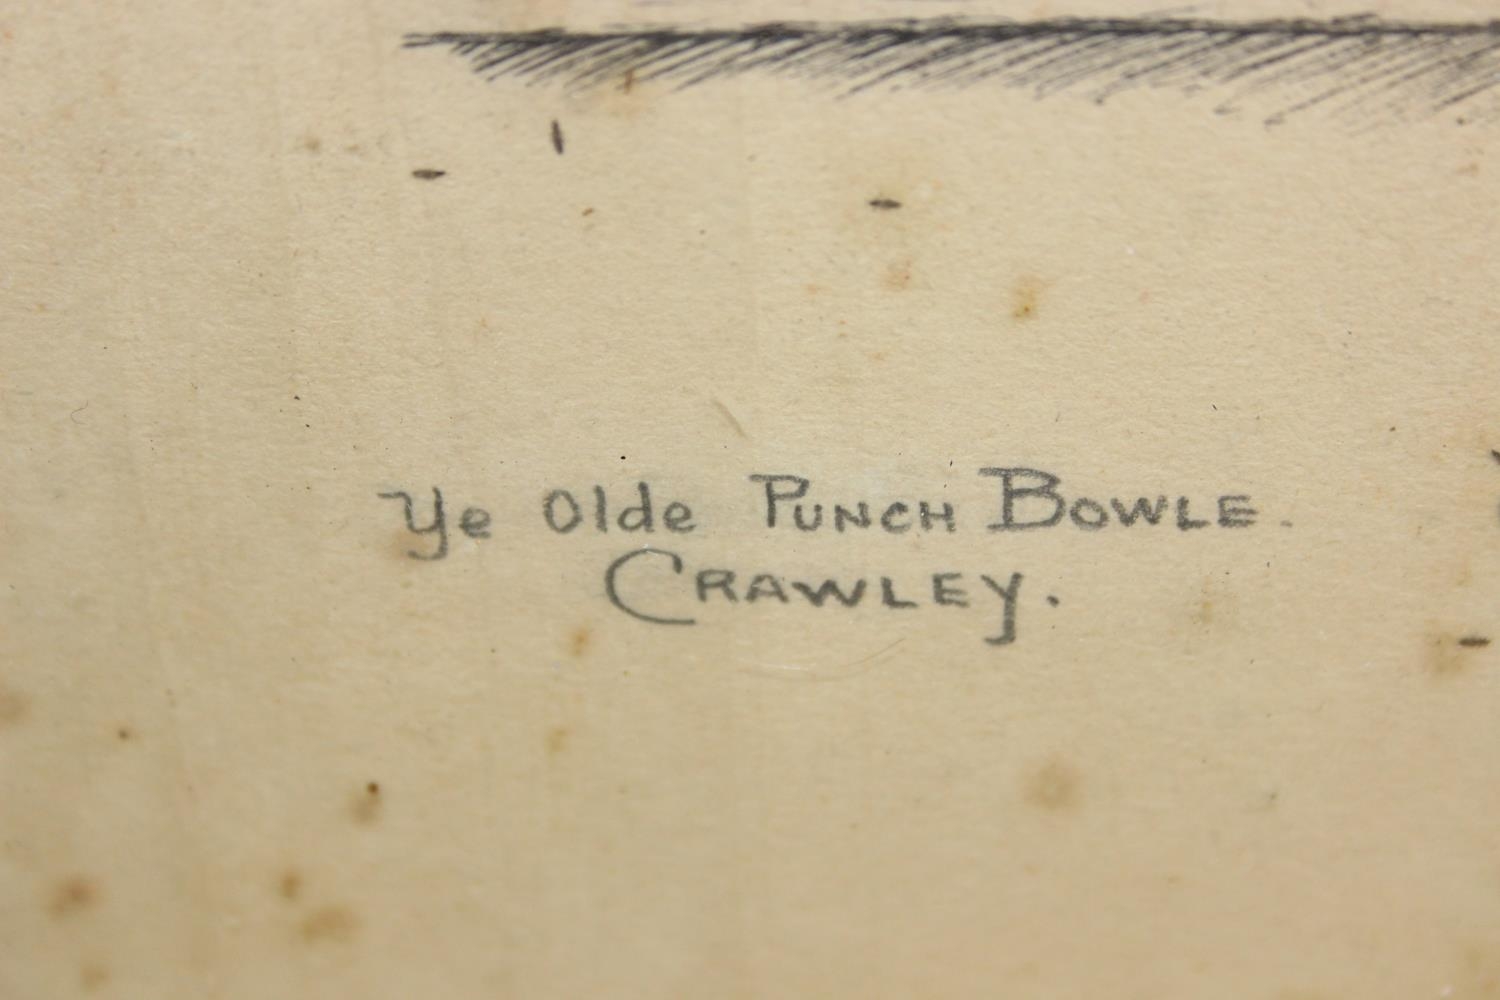 Ye Olde Punch Bowle.
Crawley.